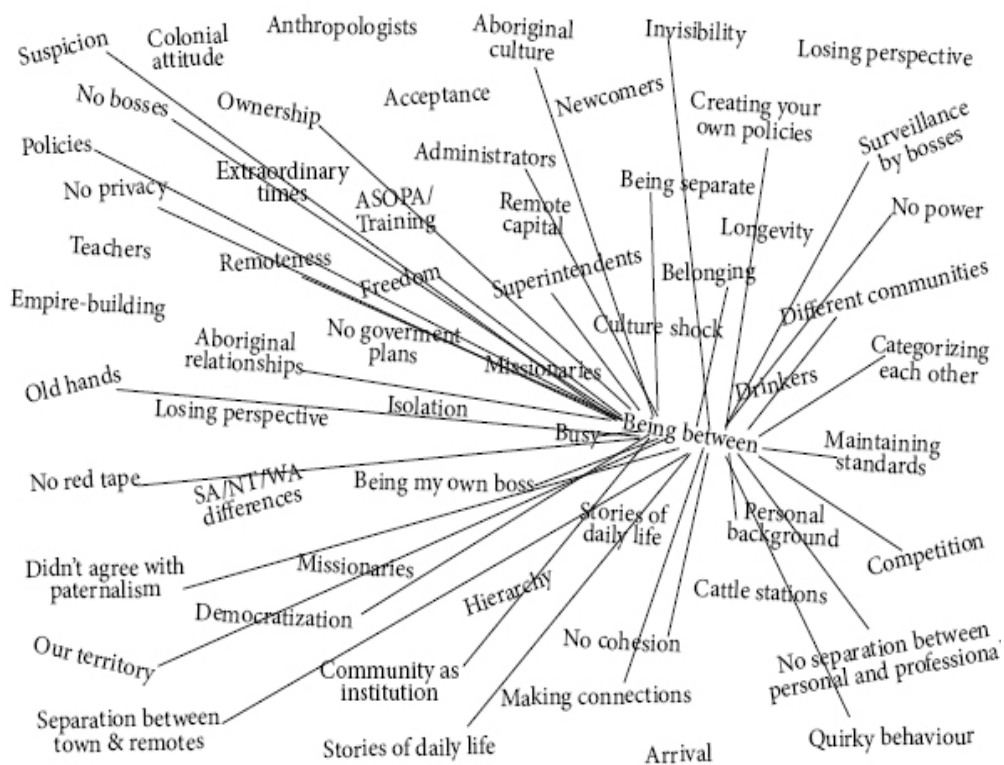 Suspicion
Colonial
attitude
Anthropologists
Aboriginal
culture
Invisibility
Losing perspective
No bosses
Ownership
Acceptance
Newcomers
Creating your
own policies
Surveillance
by bosses
Policies
Extraordinary
times
Administrators
No privacy
ASOPA/
Training
Remote
capital
Being separate
No power
Teachers
Remoteness
Freedom
Superintendents
Longevity
Belonging
Different communities
Empire-building
Aboriginal
relationships
No goverment
plans
Culture shock
Missionaries
Categorizing
each other
Old hands
Losing perspective
Isolation
Drinkers
Busy
Being between
Maintaining
standards
No red tape
SA/NT/WA
differences
Being my own boss
Stories of
daily life
Personal
background
Competition
Didn't agree with
paternalism
Missionaries
Hierarchy
Cattle stations
Democratization
Our territory
No cohesion
No separation between
personal and professiona
Community as
institution
Making connections
Separation between
town & remotes
Stories of daily life
Arrival
Quirky behaviour